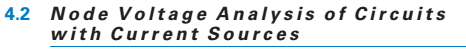 4.2 Node Voltage Analysis of Circuits
with Current Sources